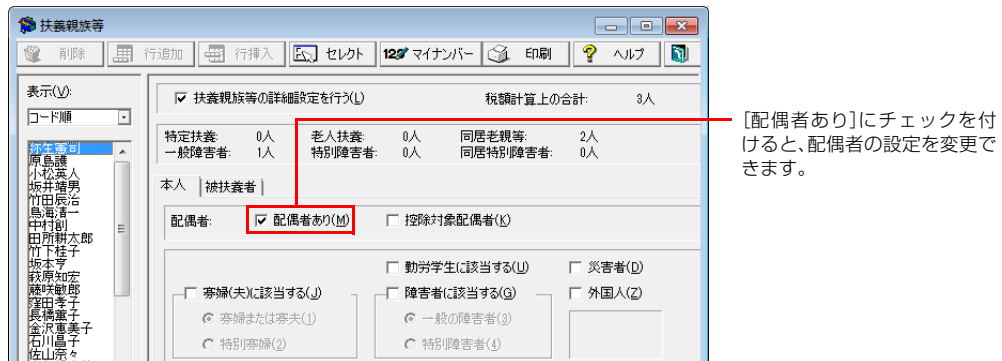 扶養親族等
削除 行追加 行挿入 セレクト 123 マイナンバー 印刷 ヘルプ
表示(V):
コード順
弥生憲司
原島護
小松英人
坂井靖男
竹田辰治
鳥海清一
中村創
田所耕太郎
竹下桂子
坂本亨
萩原知宏
藤咲敏郎
窪田孝子
長橋薫子
金沢恵美子
石川昌子
佐山奈々
扶養親族等の詳細設定を行う(L) 税額計算上の合計: 3人
特定扶養: 0人 老人扶養: 0人 同居老親等: 2人
一般障害者: 1人 特別障害者: 0人 同居特別障害者: 0人
本人 被扶養者
配偶者: 配偶者あり(M) 控除対象配偶者(K)
勤労学生に該当する(U) 災害者(D)
寡婦(夫)に該当する(J) 障害者に該当する(G) 外国人(Z)
寡婦または寡夫(1) 一般の障害者(3)
特別寡婦(2) 特別障害者(4)
[配偶者あり]にチェックを付
けると、配偶者の設定を変更で
きます。